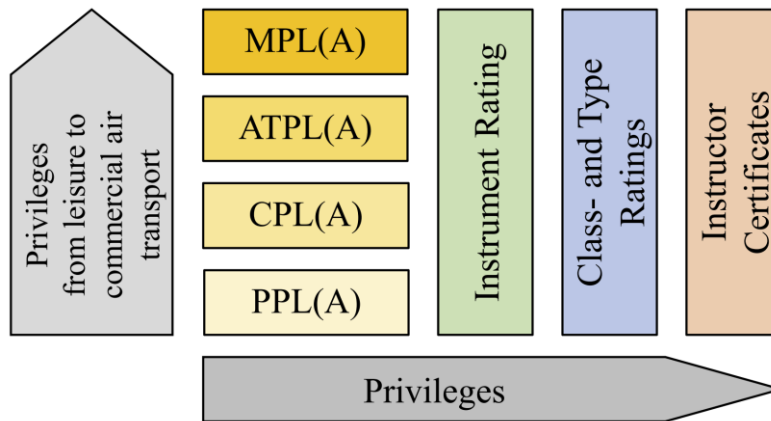 Privileges
from leisure to
commercial air
transport
MPL(A)
ATPL(A)
CPL(A)
PPL(A)
Instrument Rating
Class- and Type
Ratings
Instructor
Certificates
Privileges